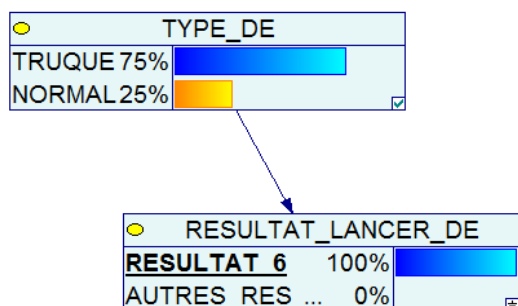 TYPE_DE
TRUQUE 75%
NORMAL 25%
RESULTAT_LANCER_DE
RESULTAT_6 100%
AUTRES_RES ... 0%